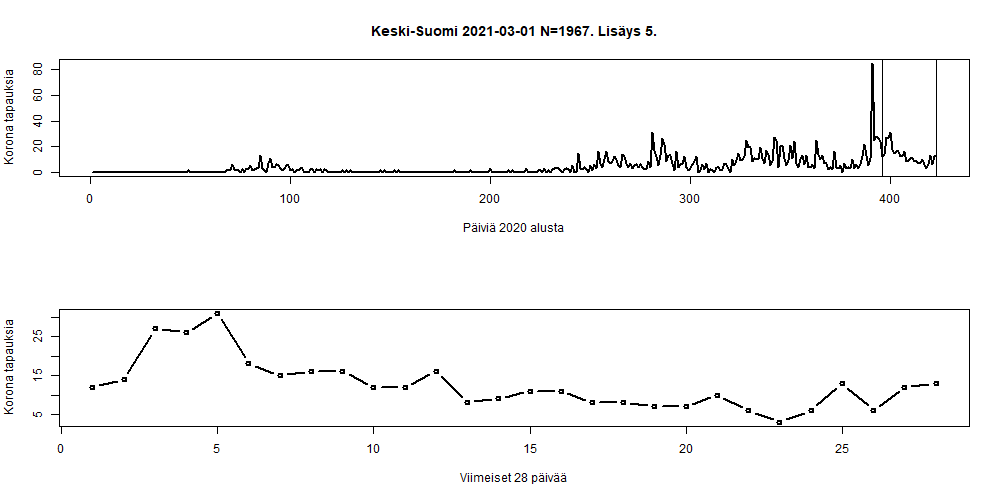 Keski-Suomi 2021-03-01 N=1967. Lisäys 5.
Korona tapauksia
0 20 40 60 80
0 100 200 300 400
Päiviä 2020 alusta
Korona tapauksia
5 15 25
0 5 10 15 20 25
Viimeiset 28 päivää